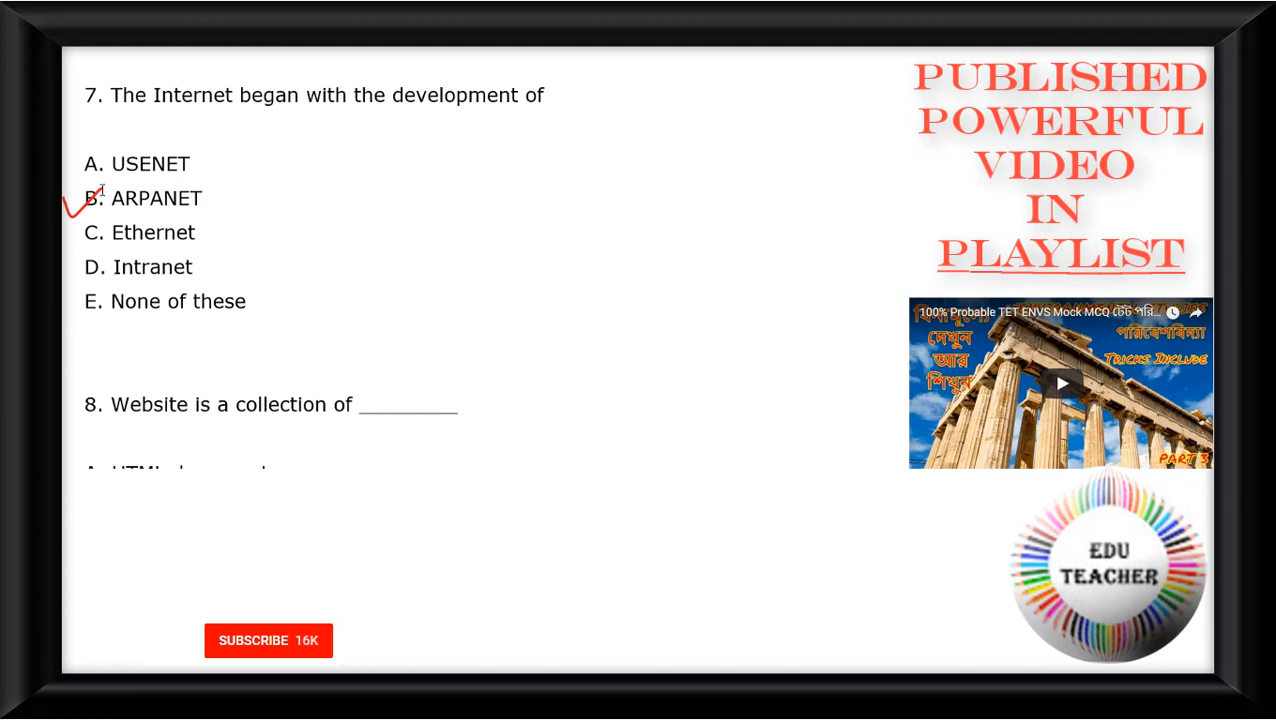 7. The Internet began with the development of
A. USENET
B. ARPANET
C. Ethernet
D. Intranet
E. None of these
8. Website is a collection of __________
PUBLISHED
POWERFUL
VIDEO
IN
PLAYLIST
100% Probable TET ENVS Mock MCQ টেট পরি...
দেখুন
আর
শিখুন
পরিবেশবিদ্যা
TRICKS INCLUDE
PART 3
EDU
TEACHER
SUBSCRIBE 16K